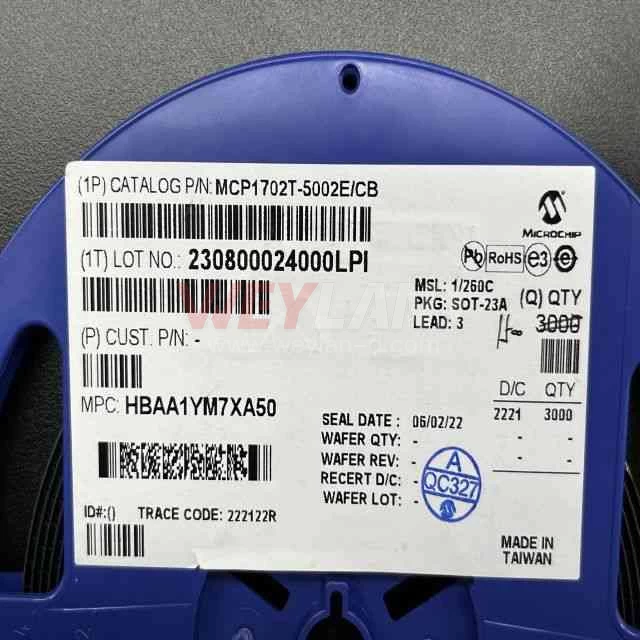 (1P) CATALOG P/N: MCP1702T-5002E/CB
MICROCHIP
(1T) LOT NO.: 230800024000LPI
Pb RoHS e3 e
MSL: 1/260C
PKG: SOT-23A (Q) QTY
LEAD: 3 3000
WEYLAN
(P) CUST. P/N: -
D/C QTY
MPC: HBAA1YM7XA50
SEAL DATE : 06/02/22 2221 3000
WAFER QTY: - - -
WAFER REV: - - -
RECERT D/C: -
WAFER LOT: -
A
QC327
ID#:() TRACE CODE: 222122R
MADE IN
TAIWAN